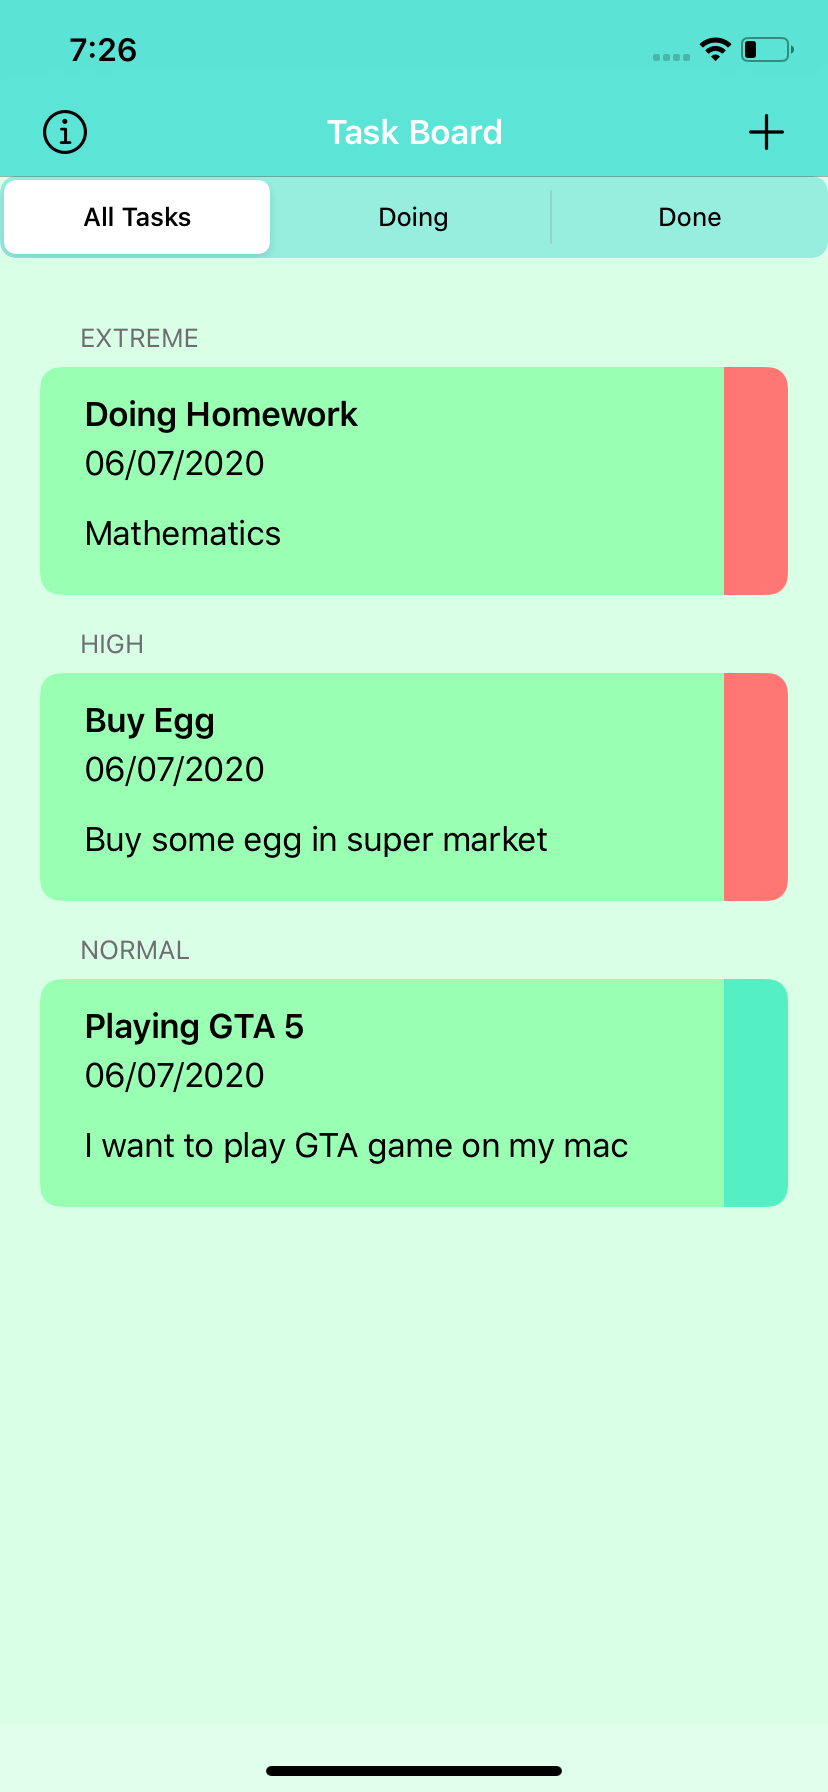 7:26
Task Board
All Tasks Doing Done
EXTREME
Doing Homework
06/07/2020
Mathematics
HIGH
Buy Egg
06/07/2020
Buy some egg in super market
NORMAL
Playing GTA 5
06/07/2020
I want to play GTA game on my mac